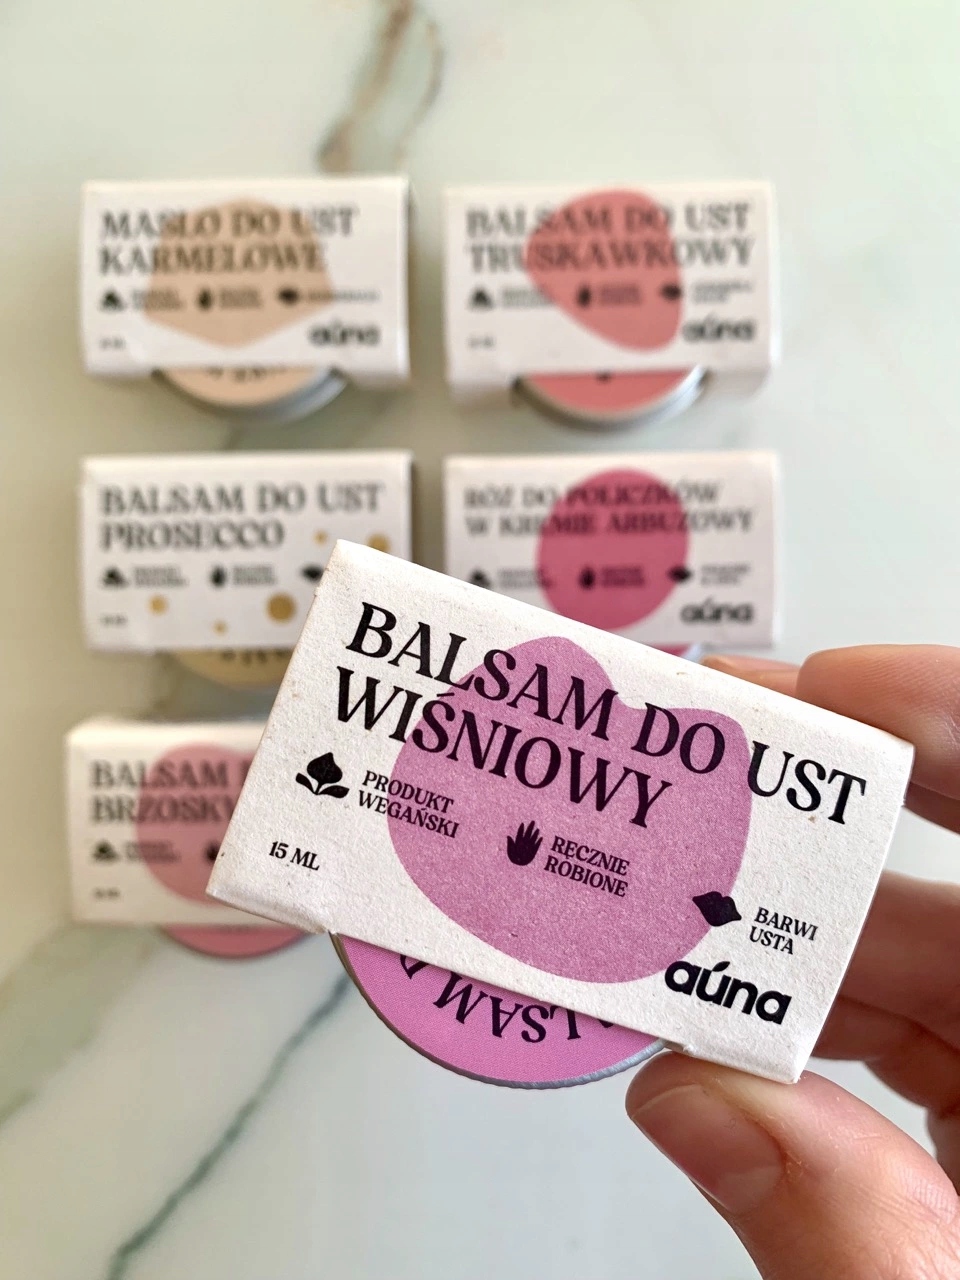 MASŁO DO UST
KARMELOWE
aúna
BALSAM DO UST
TRUSKAWKOWY
aúna
BALSAM DO UST
PROSECCO
RÓŻ DO POLICZKÓW
W KREMIE ARBUZOWY
aúna
BALSAM
BRZOSKW
BALSAM DO UST
WIŚNIOWY
PRODUKT
WEGAŃSKI
RĘCZNIE
ROBIONE
BARWI
USTA
15 ML
aúna
BALSAM